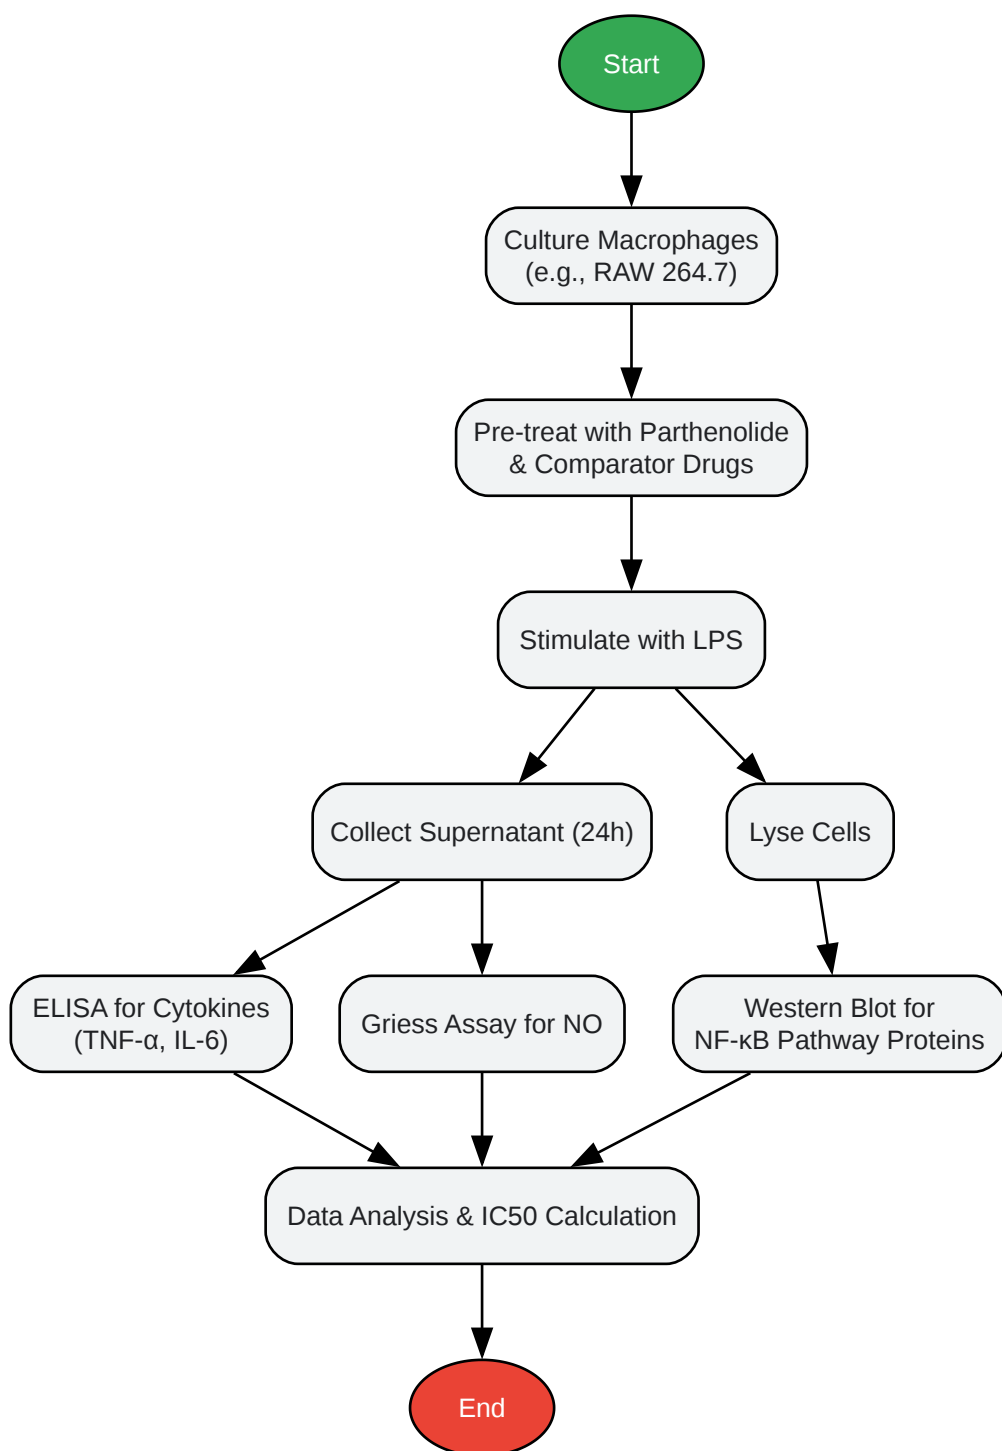 Start
Culture Macrophages
(e.g., RAW 264.7)
Pre-treat with Parthenolide
& Comparator Drugs
Stimulate with LPS
Collect Supernatant (24h)
Lyse Cells
ELISA for Cytokines
(TNF-α, IL-6)
Griess Assay for NO
Western Blot for
NF-κB Pathway Proteins
Data Analysis & IC50 Calculation
End